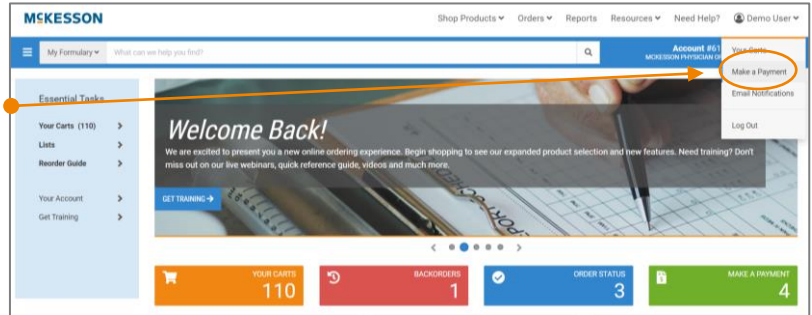 MCKESSON
Shop Products Orders Reports Resources Need Help? Demo User
My Formulary What can we help you find?
Account #61
MCKESSON PHYSICIAN
Your Carts
Make a Payment
Email Notifications
Log Out
Essential Tasks
Your Carts (110)
Lists
Reorder Guide
Your Account
Get Training
Welcome Back!
We are excited to present you a new online ordering experience. Begin shopping to see our expanded product selection and new features. Need training? Don't
miss out on our live webinars, quick reference guide, videos and much more.
GET TRAINING
YOUR CARTS
110
BACKORDERS
1
ORDER STATUS
3
MAKE A PAYMENT
4